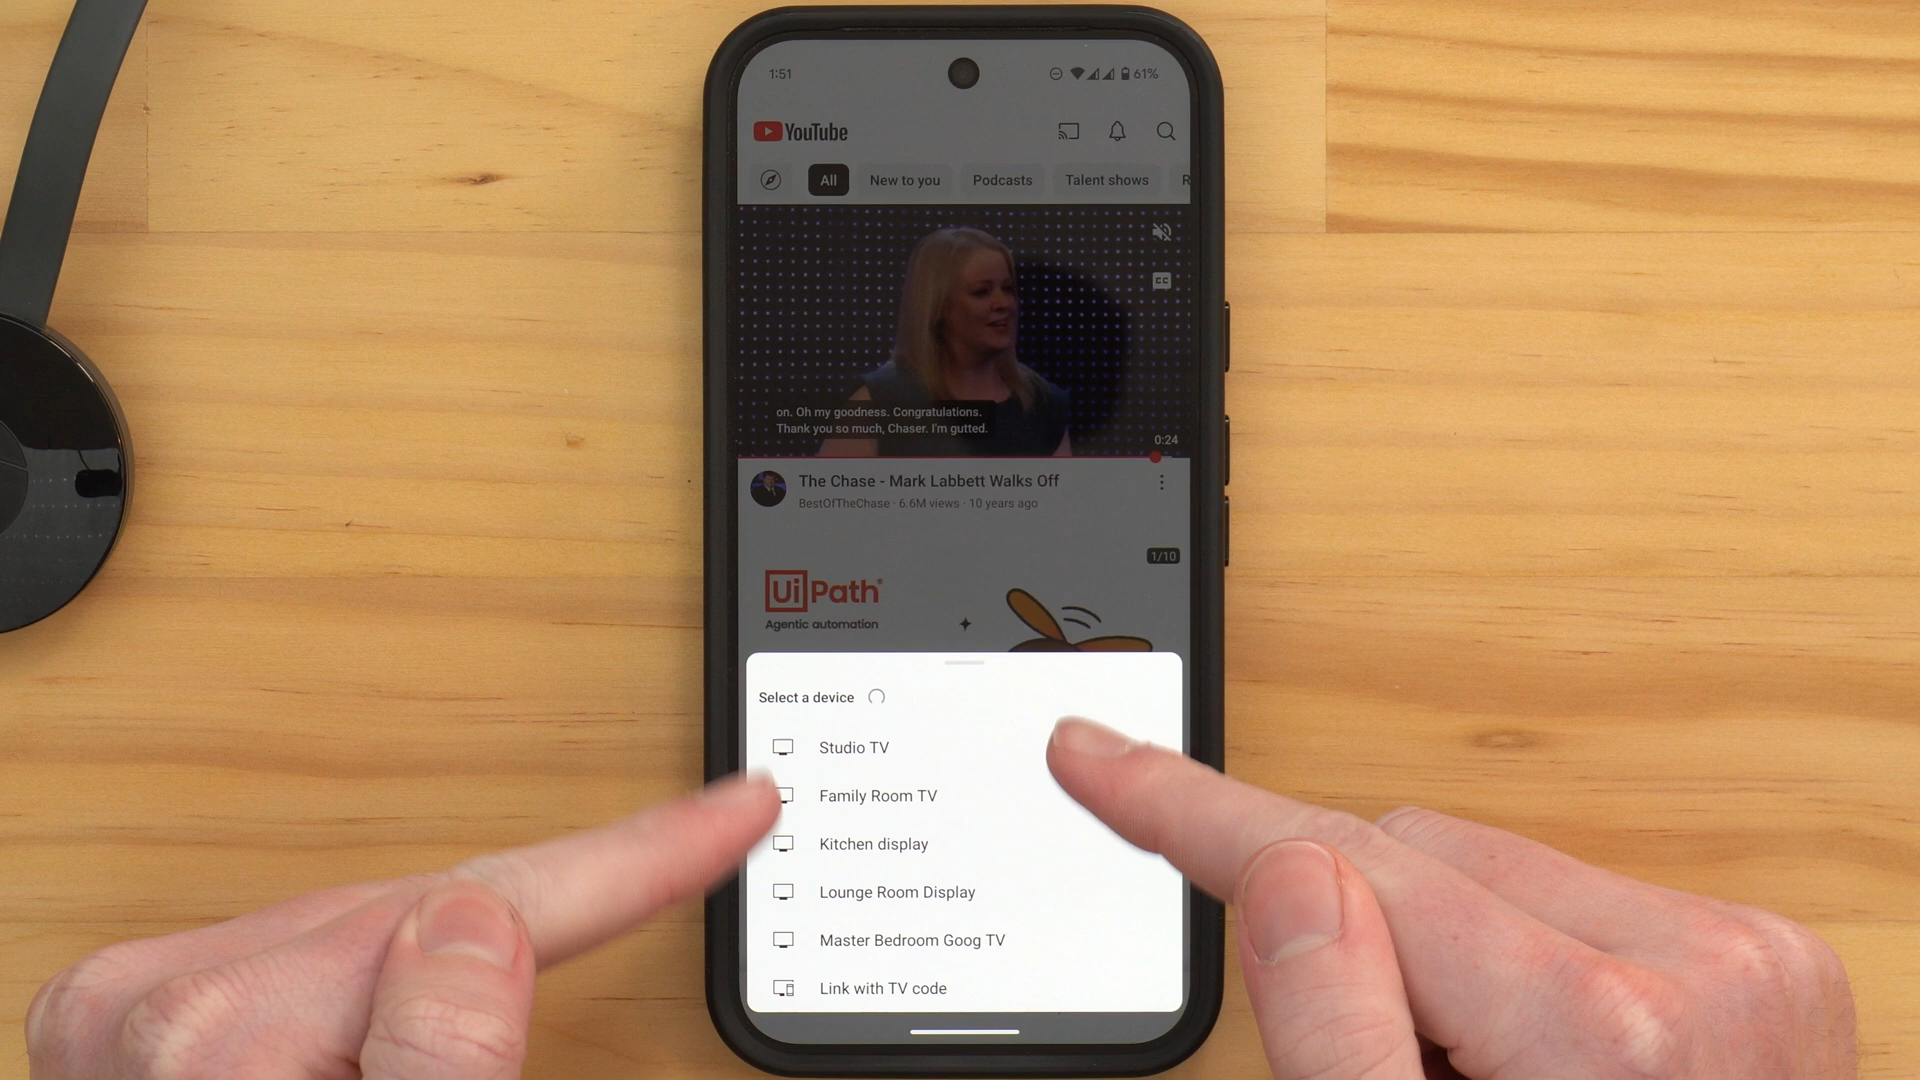 1:51
61%
YouTube
All
New to you
Podcasts
Talent shows
R
CC
on. Oh my goodness. Congratulations.
Thank you so much, Chaser. I'm gutted.
0:24
The Chase - Mark Labbett Walks Off
BestOfTheChase · 6.6M views · 10 years ago
1/10
UiPath®
Agentic automation
Select a device
Studio TV
Family Room TV
Kitchen display
Lounge Room Display
Master Bedroom Goog TV
Link with TV code